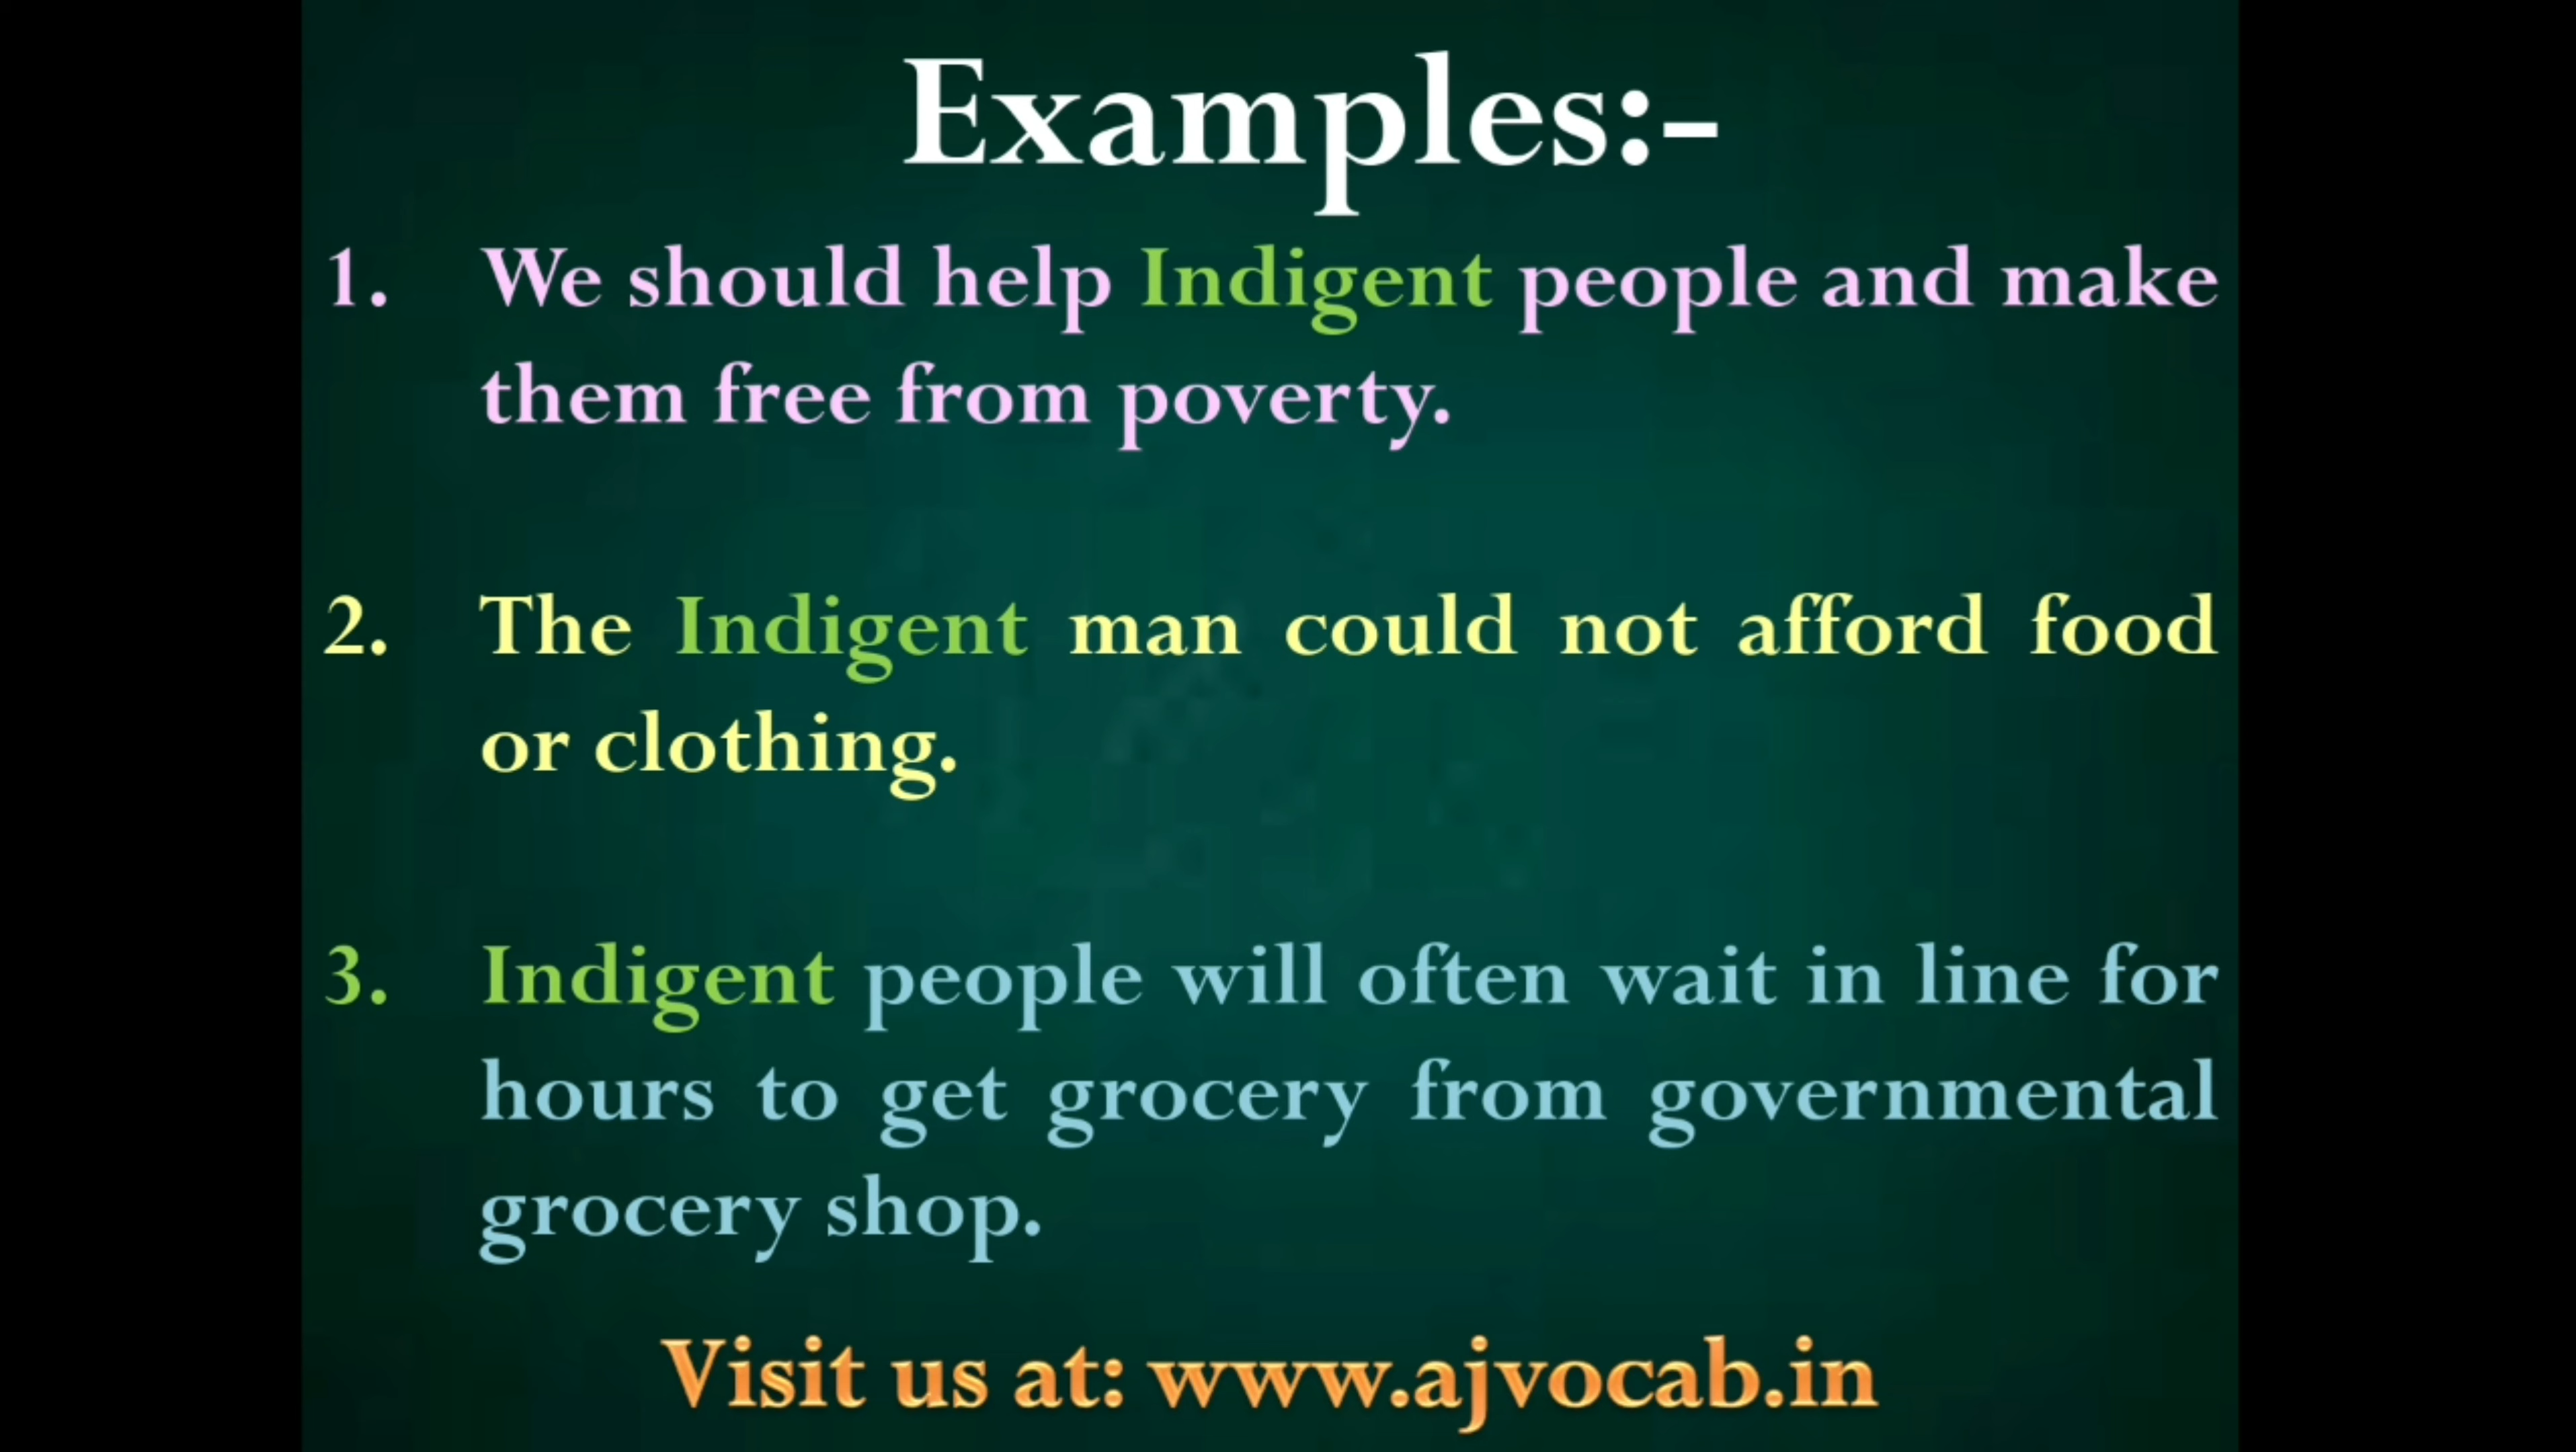 Examples:-
1. We should help Indigent people and make
them free from poverty.
2. The Indigent man could not afford food
or clothing.
3. Indigent people will often wait in line for
hours to get grocery from governmental
grocery shop.
Visit us at: www.ajvocab.in